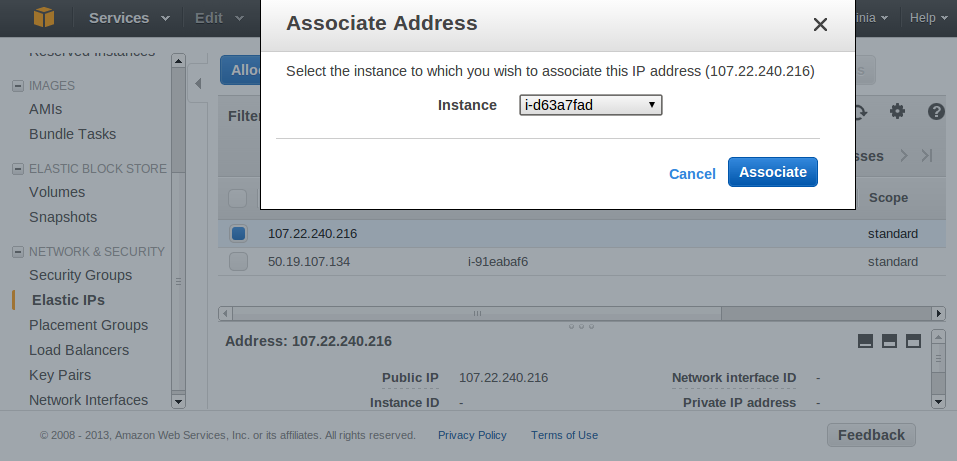 Services Edit Associate Address Help
Reserved Instances
IMAGES
AMIs
Bundle Tasks
ELASTIC BLOCK STORE
Volumes
Snapshots
NETWORK & SECURITY
Security Groups
Elastic IPs
Placement Groups
Load Balancers
Key Pairs
Network Interfaces
Select the instance to which you wish to associate this IP address (107.22.240.216)
Instance i-d63a7fad
Cancel Associate
Scope
107.22.240.216 standard
50.19.107.134 i-91eabaf6 standard
Address: 107.22.240.216
Public IP 107.22.240.216 Network interface ID -
Instance ID - Private IP address -
© 2008 - 2013, Amazon Web Services, Inc. or its affiliates. All rights reserved. Privacy Policy Terms of Use Feedback